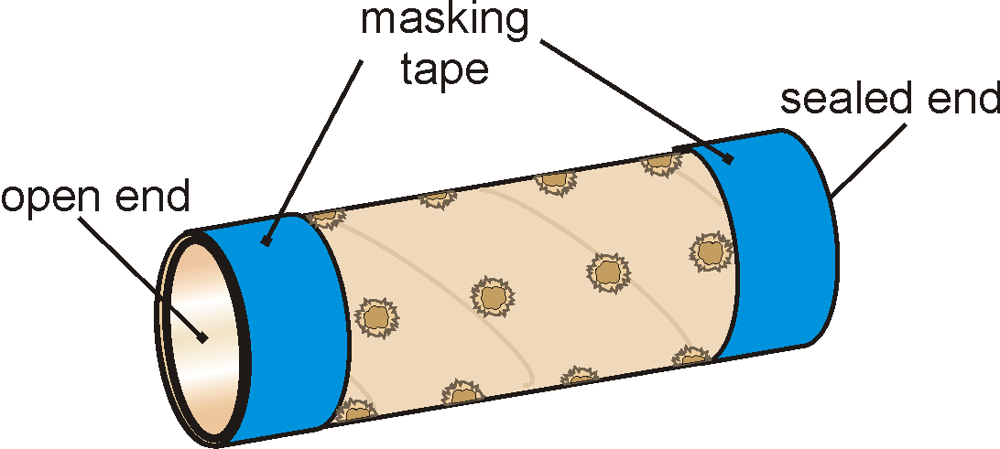 masking
tape
sealed end
open end